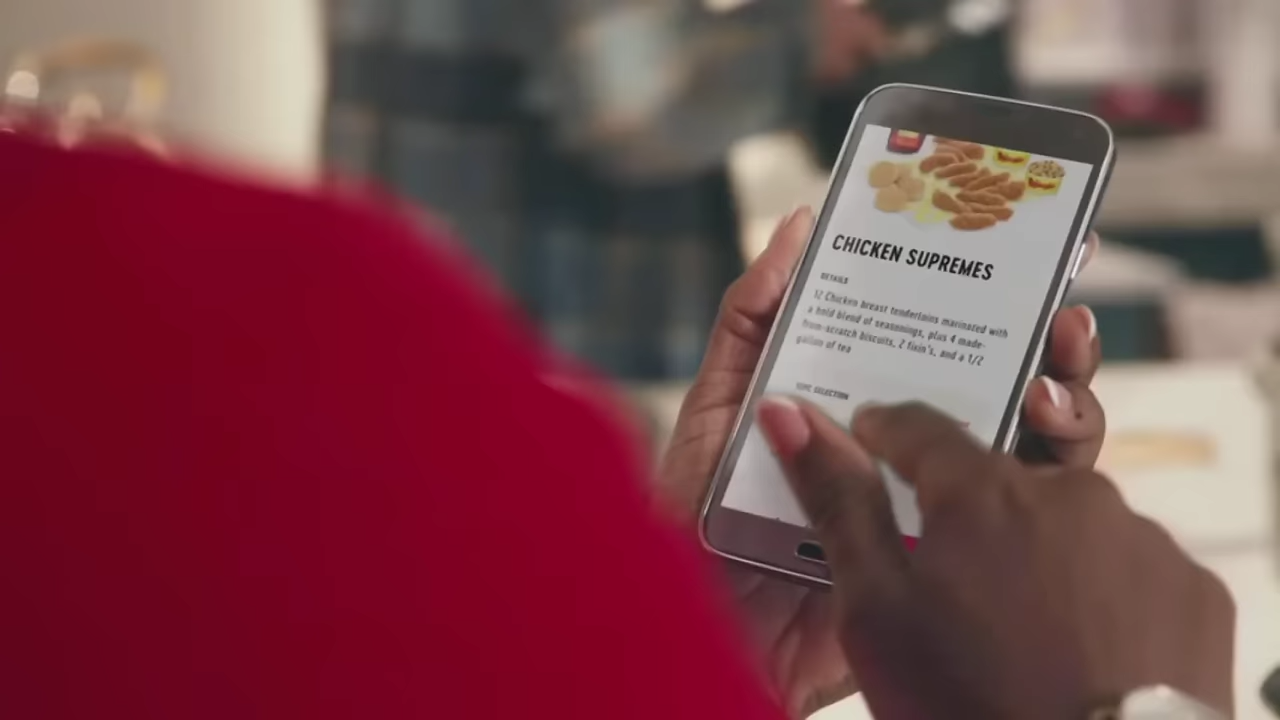 CHICKEN SUPREMES
DETAILS
12 Chicken breast tenderloins marinated with
a bold blend of seasonings, plus 4 made-
from-scratch biscuits, 2 fixin's, and a 1/2
gallon of tea
SELECTION